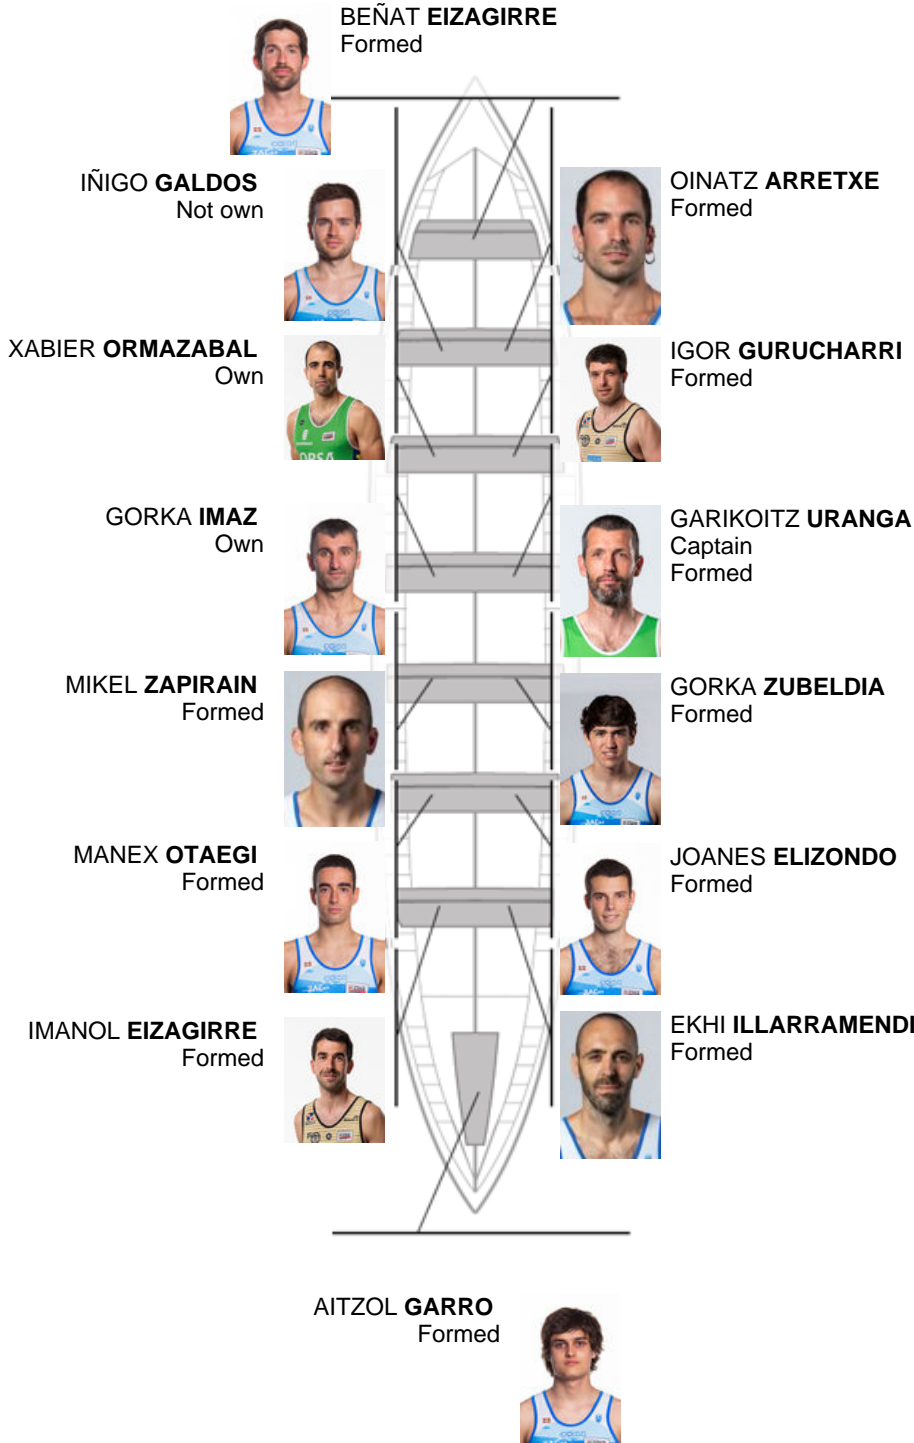 BEÑAT EIZAGIRRE
Formed
IÑIGO GALDOS
Not own
OINATZ ARRETXE
Formed
XABIER ORMAZABAL
Own
IGOR GURUCHARRI
Formed
GORKA IMAZ
Own
GARIKOITZ URANGA
Captain
Formed
MIKEL ZAPIRAIN
Formed
GORKA ZUBELDIA
Formed
MANEX OTAEGI
Formed
JOANES ELIZONDO
Formed
IMANOL EIZAGIRRE
Formed
EKHI ILLARRAMENDI
Formed
AITZOL GARRO
Formed